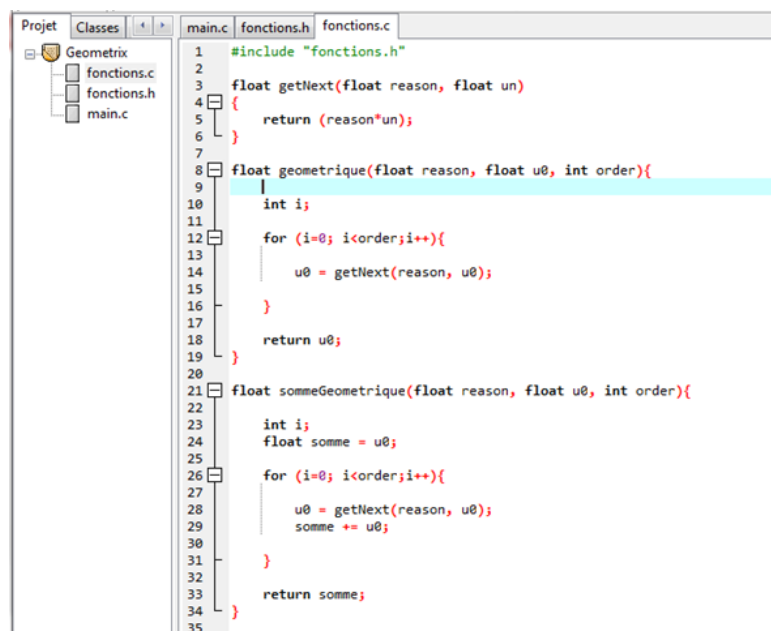 Projet Classes
Geometrix
fonctions.c
fonctions.h
main.c
main.c fonctions.h fonctions.c
1 #include "fonctions.h"
2
3 float getNext(float reason, float un)
4 {
5 return (reason*un);
6 }
7
8 float geometrique(float reason, float u0, int order){
9
10 int i;
11
12 for (i=0; i<order;i++){
13
14 u0 = getNext(reason, u0);
15
16 }
17
18 return u0;
19 }
20
21 float sommeGeometrique(float reason, float u0, int order){
22
23 int i;
24 float somme = u0;
25
26 for (i=0; i<order;i++){
27
28 u0 = getNext(reason, u0);
29 somme += u0;
30
31 }
32
33 return somme;
34 }
35